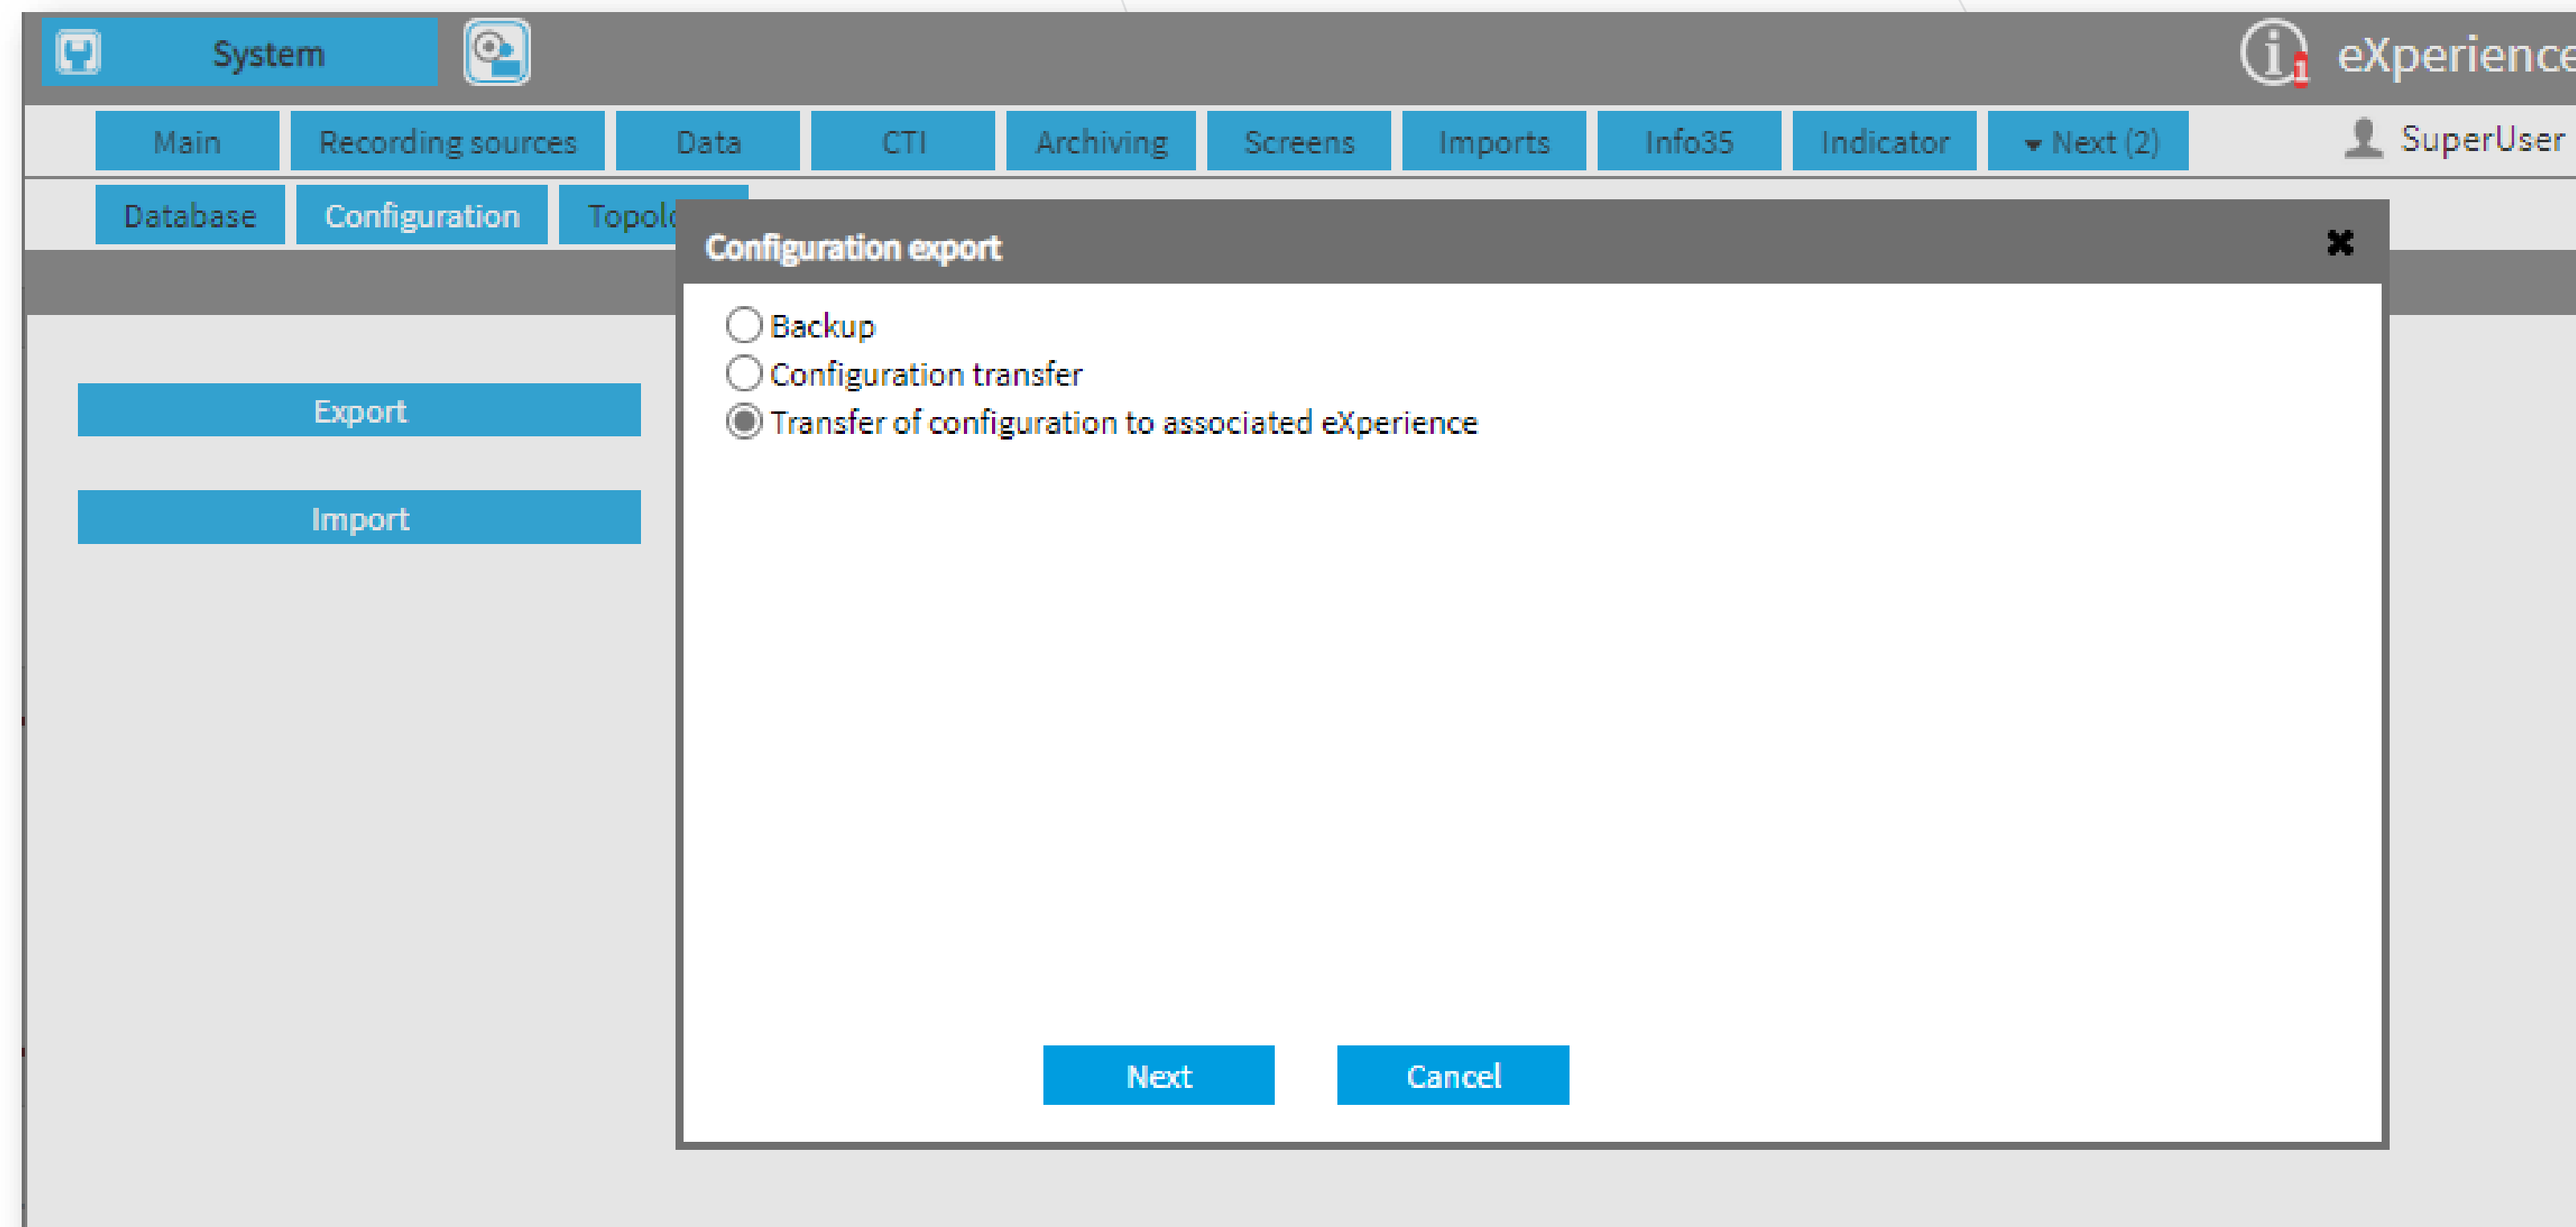 System
i 1 eXperience
Main Recording sources Data CTI Archiving Screens Imports Info35 Indicator Next (2) SuperUser
Database Configuration
Configuration export
Backup
Configuration transfer
Transfer of configuration to associated eXperience
Export
Import
Next Cancel